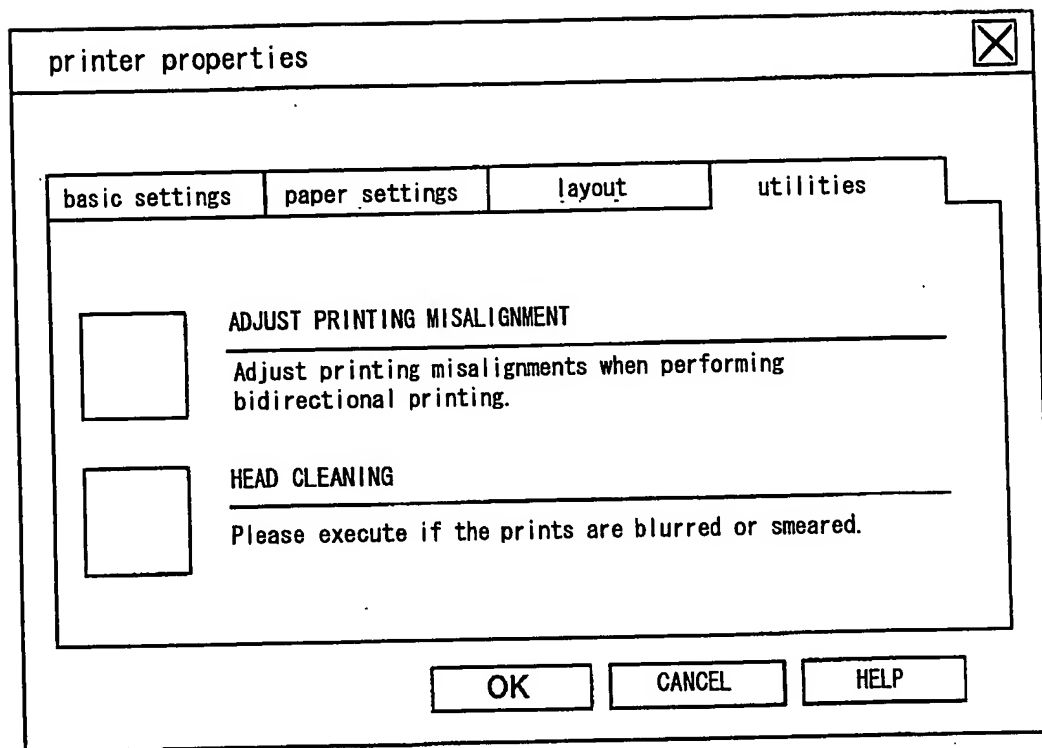 printer properties
basic settings paper settings layout utilities
ADJUST PRINTING MISALIGNMENT
Adjust printing misalignments when performing
bidirectional printing.
HEAD CLEANING
Please execute if the prints are blurred or smeared.
OK CANCEL HELP